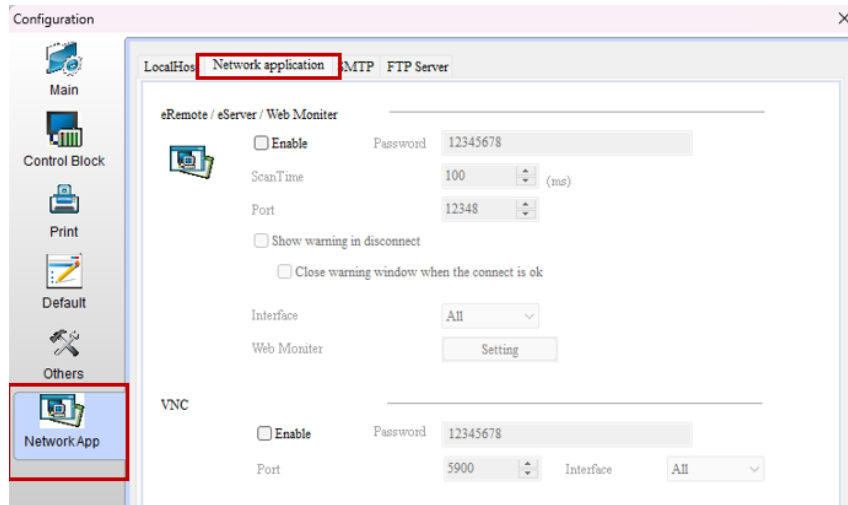 Configuration
Main
Control Block
Print
Default
Others
Network App
LocalHos Network application SMTP FTP Server
eRemote / eServer / Web Moniter
Enable Password 12345678
ScanTime 100 (ms)
Port 12348
Show warning in disconnect
Close warning window when the connect is ok
Interface All
Web Moniter Setting
VNC
Enable Password 12345678
Port 5900 Interface All